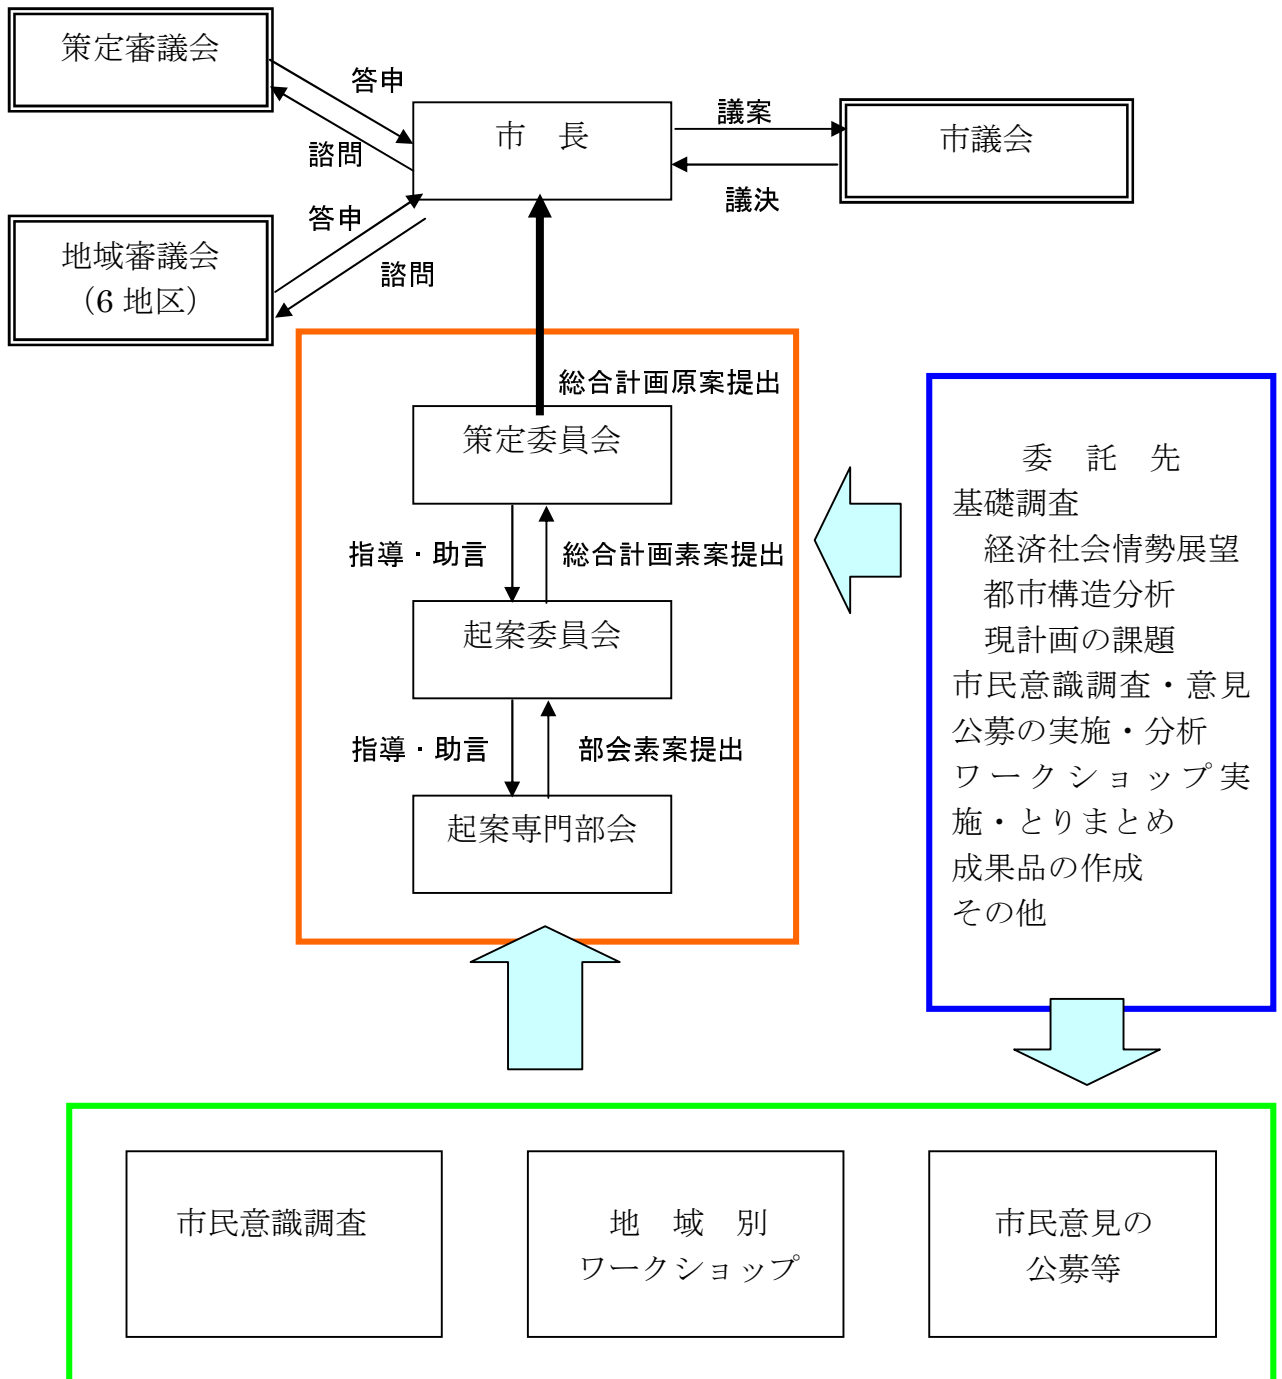 策定審議会
答申
諮問
市　長
議案
議決
市議会
答申
諮問
地域審議会
（6 地区）
総合計画原案提出
策定委員会
指導・助言
総合計画素案提出
起案委員会
指導・助言
部会素案提出
起案専門部会
委　託　先
基礎調査
　経済社会情勢展望
　都市構造分析
　現計画の課題
市民意識調査・意見
公募の実施・分析
ワークショップ実
施・とりまとめ
成果品の作成
その他
市民意識調査
地　域　別
ワークショップ
市民意見の
公募等